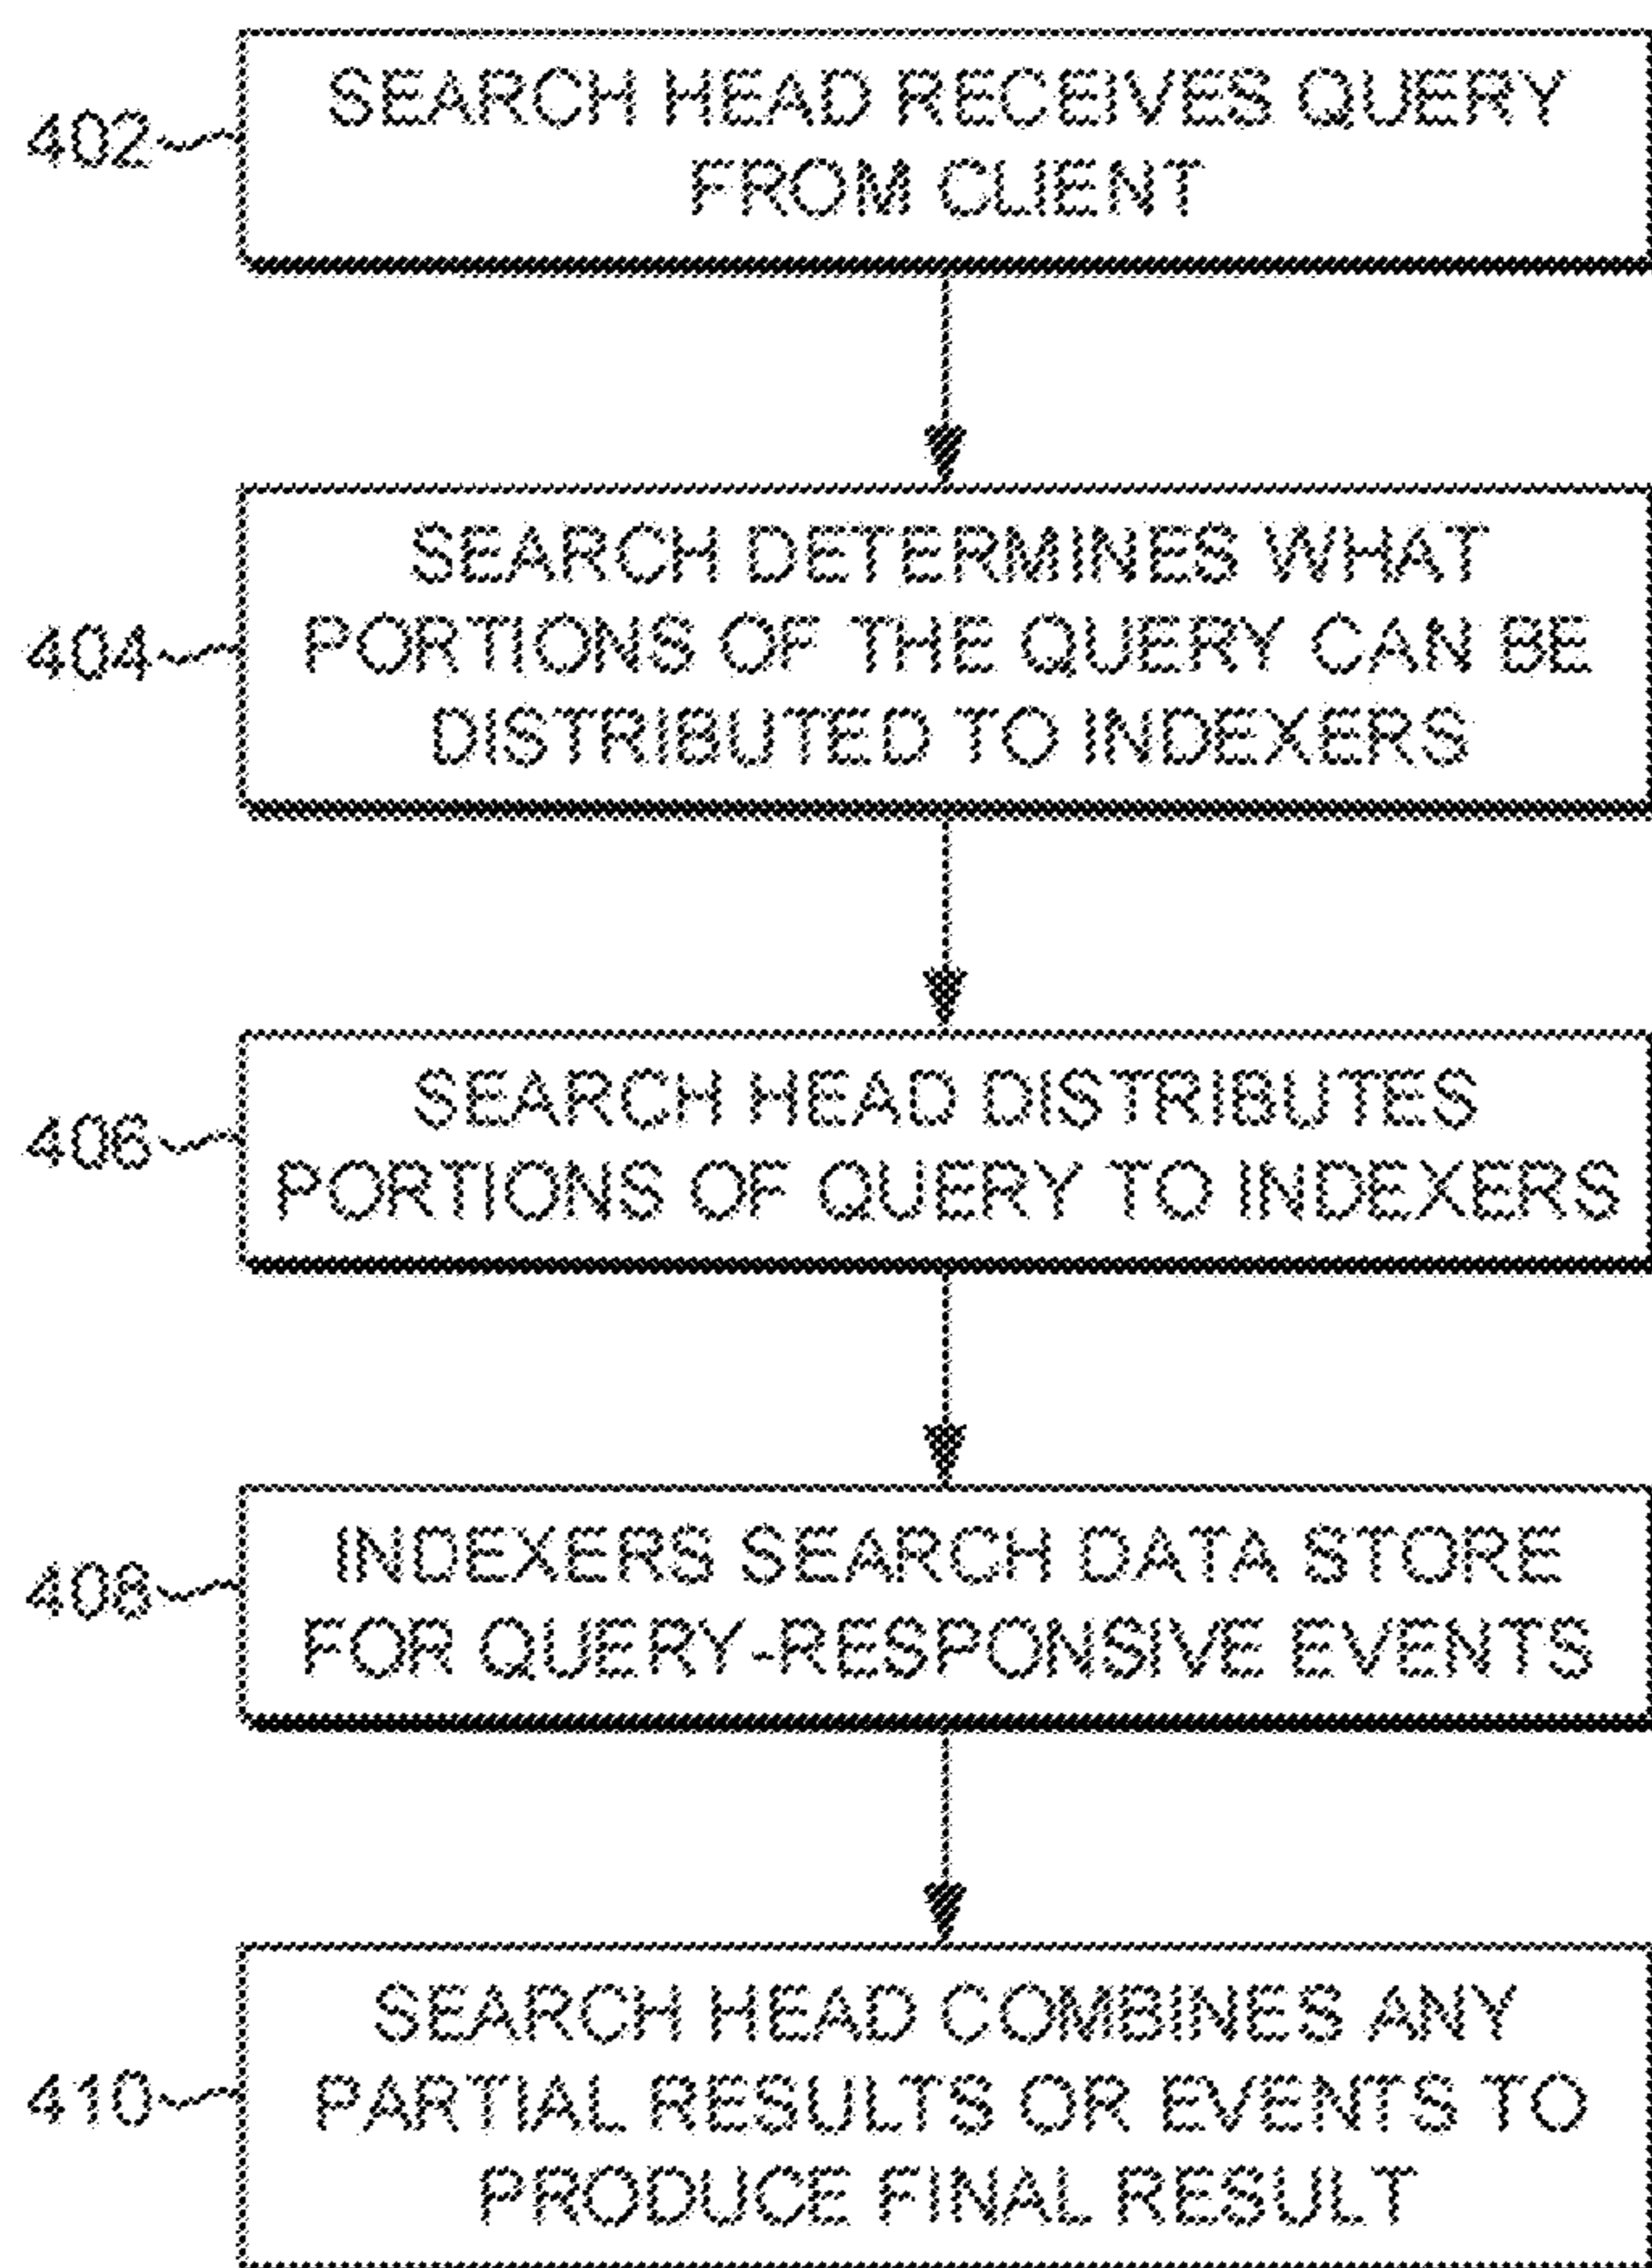 402
SEARCH HEAD RECEIVES QUERY
FROM CLIENT
404
SEARCH DETERMINES WHAT
PORTIONS OF THE QUERY CAN BE
DISTRIBUTED TO INDEXERS
406
SEARCH HEAD DISTRIBUTES
PORTIONS OF QUERY TO INDEXERS
408
INDEXERS SEARCH DATA STORE
FOR QUERY-RESPONSIVE EVENTS
410
SEARCH HEAD COMBINES ANY
PARTIAL RESULTS OR EVENTS TO
PRODUCE FINAL RESULT